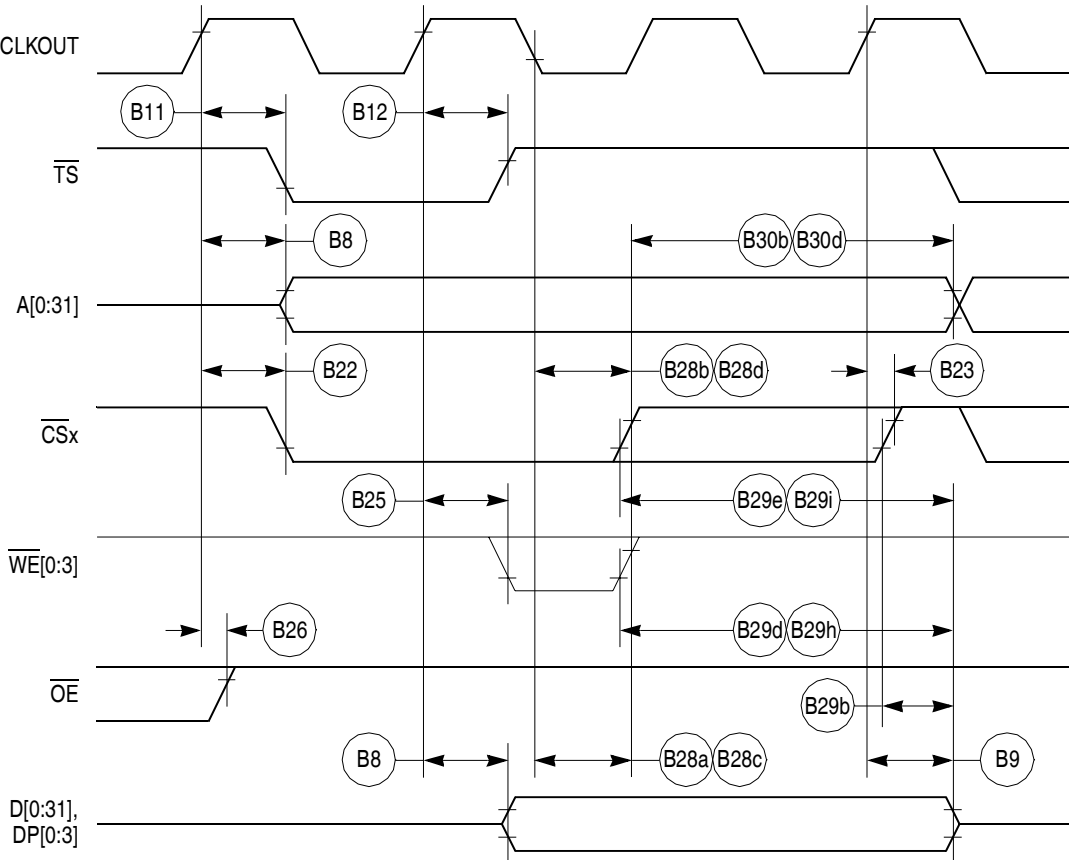 CLKOUT
B11
B12
TS
B8
B30b
B30d
A[0:31]
B22
B28b
B28d
B23
CSx
B25
B29e
B29i
WE[0:3]
B26
B29d
B29h
OE
B29b
B8
B28a
B28c
B9
D[0:31],
DP[0:3]